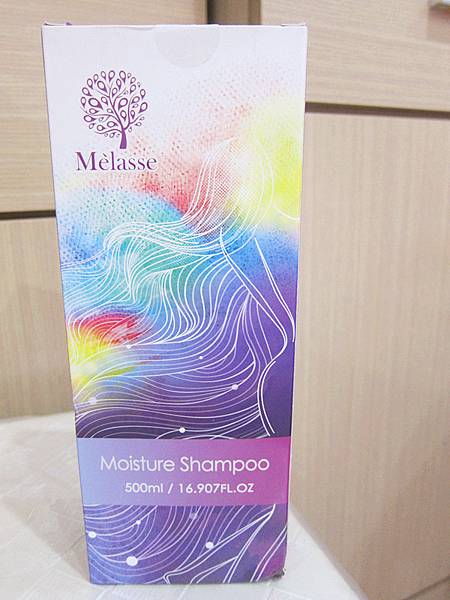 Mèlasse
Moisture Shampoo
500ml / 16.907FL.OZ